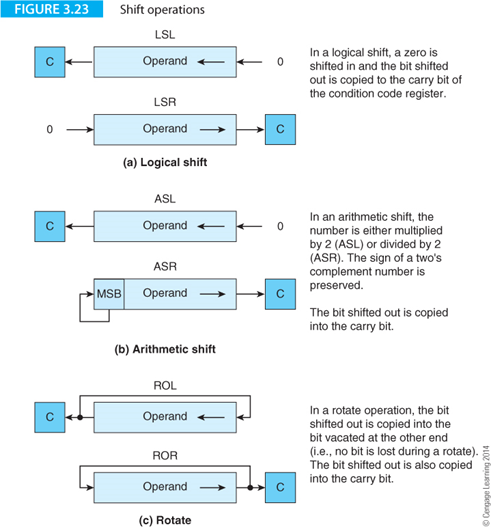 FIGURE 3.23 Shift operations
LSL
C Operand 0
In a logical shift, a zero is
shifted in and the bit shifted
out is copied to the carry bit of
the condition code register.
LSR
0 Operand C
(a) Logical shift
ASL
C Operand 0
In an arithmetic shift, the
number is either multiplied
by 2 (ASL) or divided by 2
(ASR). The sign of a two's
complement number is
preserved.
ASR
MSB Operand C
The bit shifted out is copied
into the carry bit.
(b) Arithmetic shift
ROL
C Operand
In a rotate operation, the bit
shifted out is copied into the
bit vacated at the other end
(i.e., no bit is lost during a rotate).
The bit shifted out is also copied
into the carry bit.
ROR
Operand C
(c) Rotate
© Cengage Learning 2014